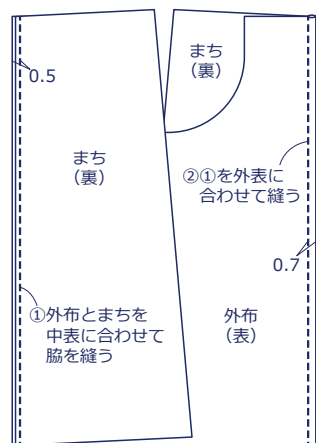 まち
（裏）
0.5
まち
（裏）
②①を外表に
合わせて縫う
0.7
①外布とまちを
中表に合わせて
脇を縫う
外布
（表）